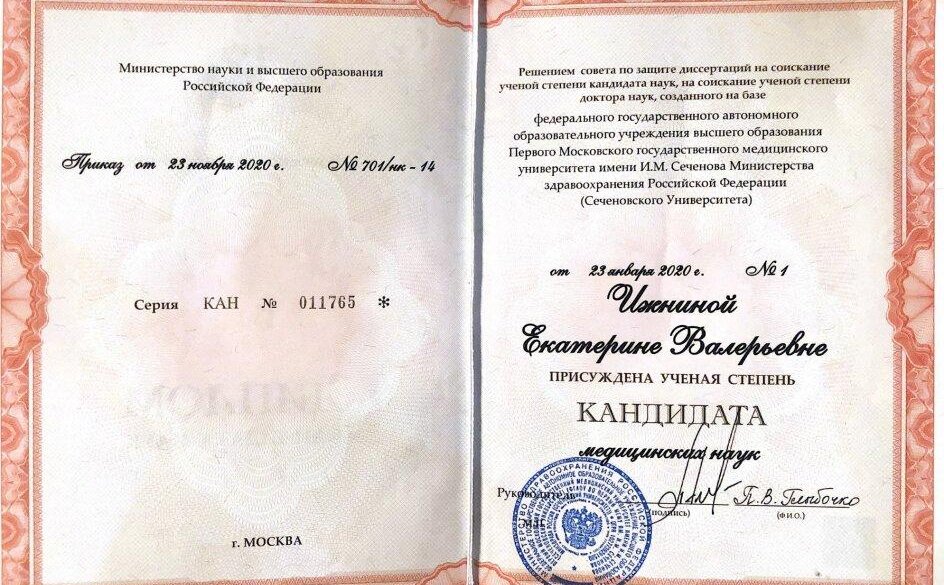 Министерство науки и высшего образования
Российской Федерации
Приказ от 23 ноября 2020 г. № 701/нк - 14
Серия КАН № 011765 *
г. МОСКВА
Решением совета по защите диссертаций на соискание
ученой степени кандидата наук, на соискание ученой степени
доктора наук, созданного на базе
федерального государственного автономного
образовательного учреждения высшего образования
Первого Московского государственного медицинского
университета имени И.М. Сеченова Министерства
здравоохранения Российской Федерации
(Сеченовского Университета)
от 23 января 2020 г. № 1
Ижниной
Екатерине Валерьевне
ПРИСУЖДЕНА УЧЕНАЯ СТЕПЕНЬ
КАНДИДАТА
медицинских наук
Руководитель П.В. Глыбочко
(подпись) (Ф.И.О.)
М.П.